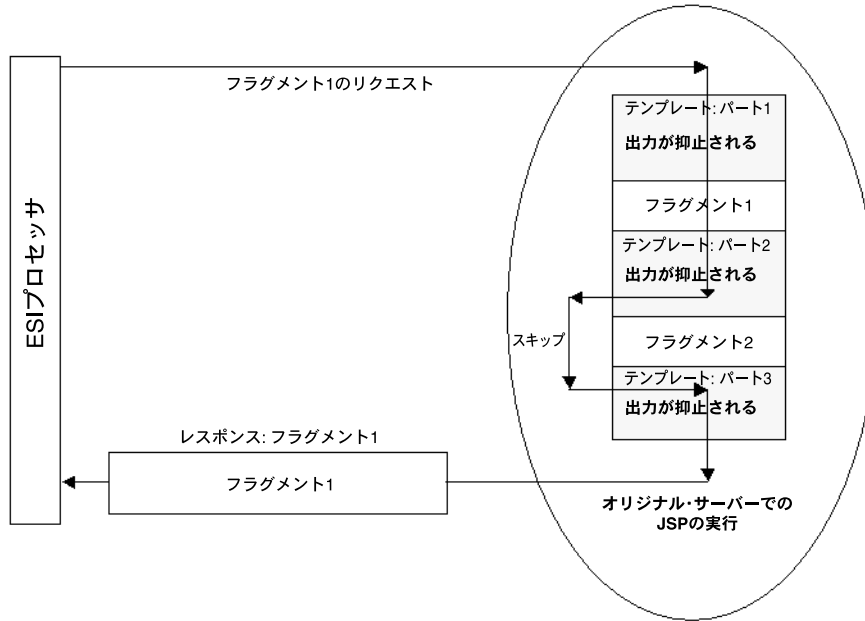 フラグメント1のリクエスト
テンプレート: パート1
出力が抑止される
フラグメント1
テンプレート: パート2
出力が抑止される
スキップ
フラグメント2
テンプレート: パート3
出力が抑止される
ESIプロセッサ
レスポンス: フラグメント1
フラグメント1
オリジナル・サーバーでの
JSPの実行